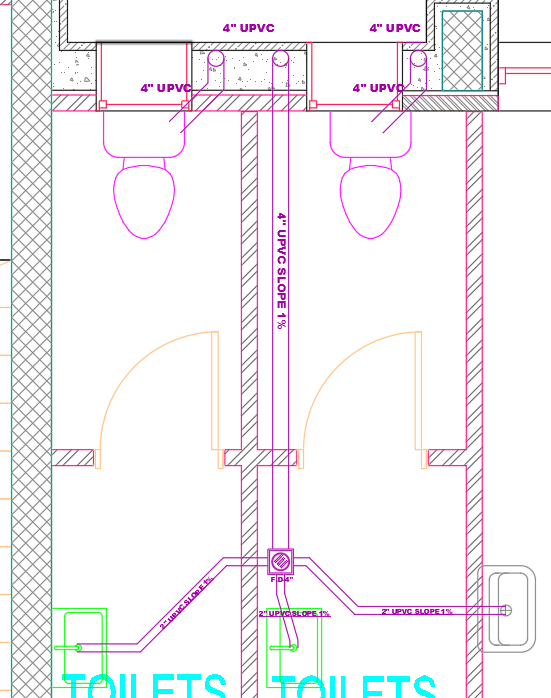 4" UPVC
4" UPVC
4" UPVC
4" UPVC
4" UPVC SLOPE 1%
F.D 4"
2" UPVC SLOPE 1%
2" UPVC SLOPE 1%
2" UPVC SLOPE 1%
TOILETS
TOILETS